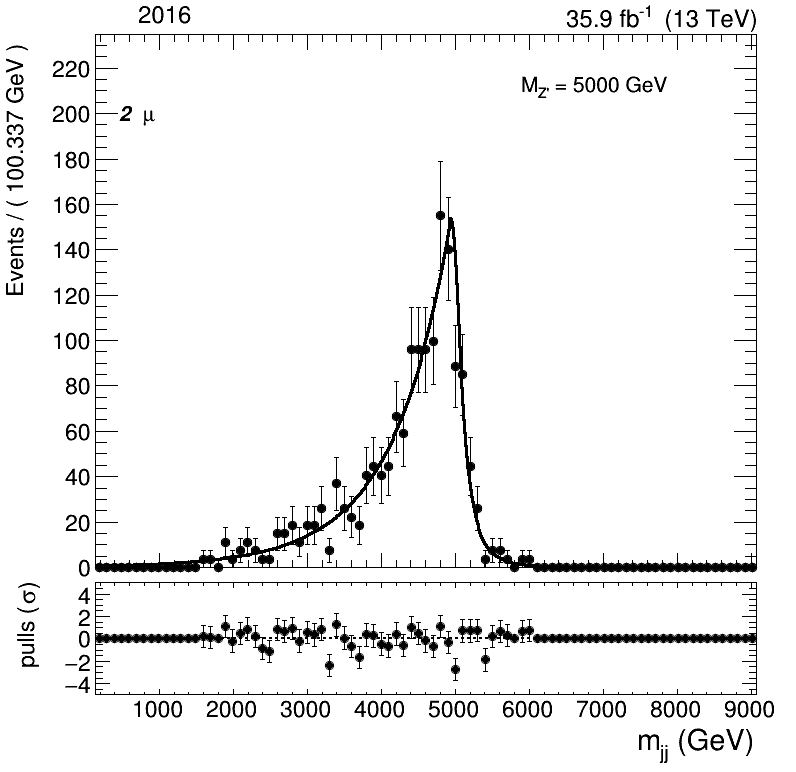 2016 35.9 fb⁻¹ (13 TeV)
Events / ( 100.337 GeV )
220
200
180
160
140
120
100
80
60
40
20
0
M_Z' = 5000 GeV
2 μ
pulls (σ)
4
2
0
−2
−4
1000 2000 3000 4000 5000 6000 7000 8000 9000
m_jj (GeV)